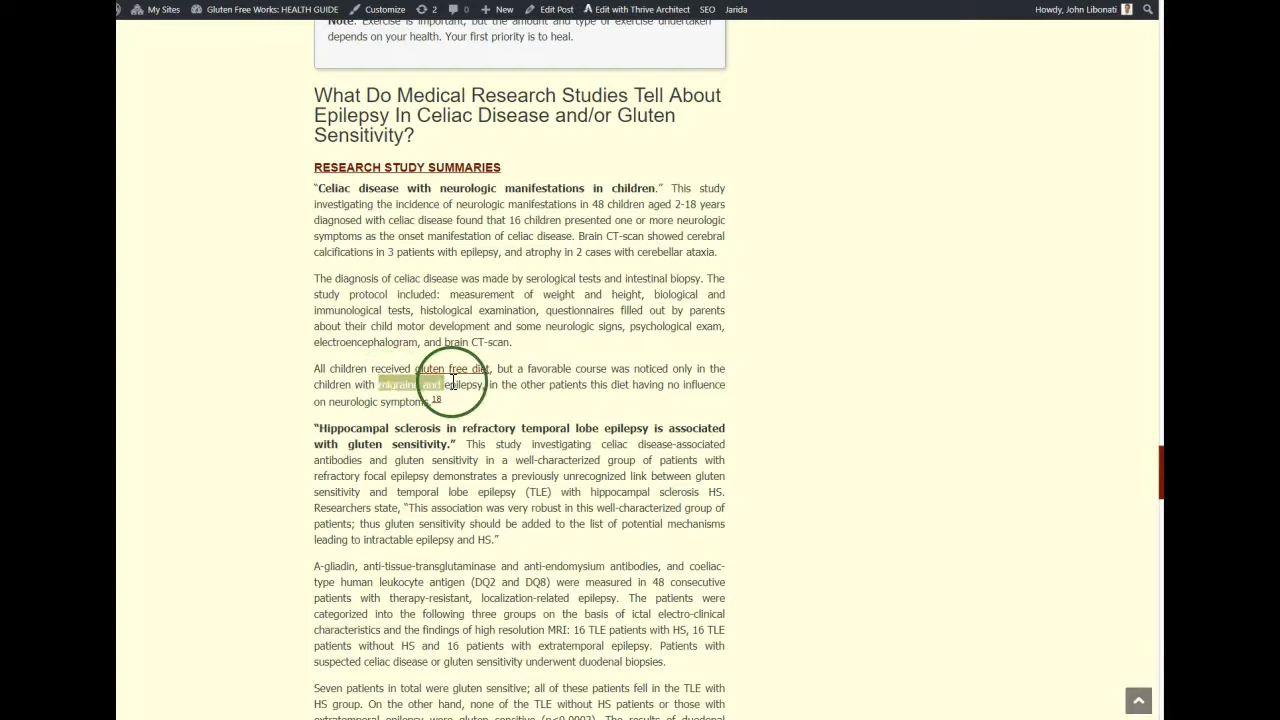 My Sites Gluten Free Works: HEALTH GUIDE Customize 2 0 New Edit Post Edit with Thrive Architect SEO Jarida Howdy, John Libonati
Note: Exercise is important, but the amount and type of exercise undertaken
depends on your health. Your first priority is to heal.
What Do Medical Research Studies Tell About
Epilepsy In Celiac Disease and/or Gluten
Sensitivity?
RESEARCH STUDY SUMMARIES
“Celiac disease with neurologic manifestations in children.” This study
investigating the incidence of neurologic manifestations in 48 children aged 2-18 years
diagnosed with celiac disease found that 16 children presented one or more neurologic
symptoms as the onset manifestation of celiac disease. Brain CT-scan showed cerebral
calcifications in 3 patients with epilepsy, and atrophy in 2 cases with cerebellar ataxia.
The diagnosis of celiac disease was made by serological tests and intestinal biopsy. The
study protocol included: measurement of weight and height, biological and
immunological tests, histological examination, questionnaires filled out by parents
about their child motor development and some neurologic signs, psychological exam,
electroencephalogram, and brain CT-scan.
All children received gluten free diet, but a favorable course was noticed only in the
children with migraine and epilepsy, in the other patients this diet having no influence
on neurologic symptoms.18
“Hippocampal sclerosis in refractory temporal lobe epilepsy is associated
with gluten sensitivity.” This study investigating celiac disease-associated
antibodies and gluten sensitivity in a well-characterized group of patients with
refractory focal epilepsy demonstrates a previously unrecognized link between gluten
sensitivity and temporal lobe epilepsy (TLE) with hippocampal sclerosis HS.
Researchers state, “This association was very robust in this well-characterized group of
patients; thus gluten sensitivity should be added to the list of potential mechanisms
leading to intractable epilepsy and HS.”
A-gliadin, anti-tissue-transglutaminase and anti-endomysium antibodies, and coeliac-
type human leukocyte antigen (DQ2 and DQ8) were measured in 48 consecutive
patients with therapy-resistant, localization-related epilepsy. The patients were
categorized into the following three groups on the basis of ictal electro-clinical
characteristics and the findings of high resolution MRI: 16 TLE patients with HS, 16 TLE
patients without HS and 16 patients with extratemporal epilepsy. Patients with
suspected celiac disease or gluten sensitivity underwent duodenal biopsies.
Seven patients in total were gluten sensitive; all of these patients fell in the TLE with
HS group. On the other hand, none of the TLE without HS patients or those with
extratemporal epilepsy were gluten sensitive (p<0.0002). The results of duodenal